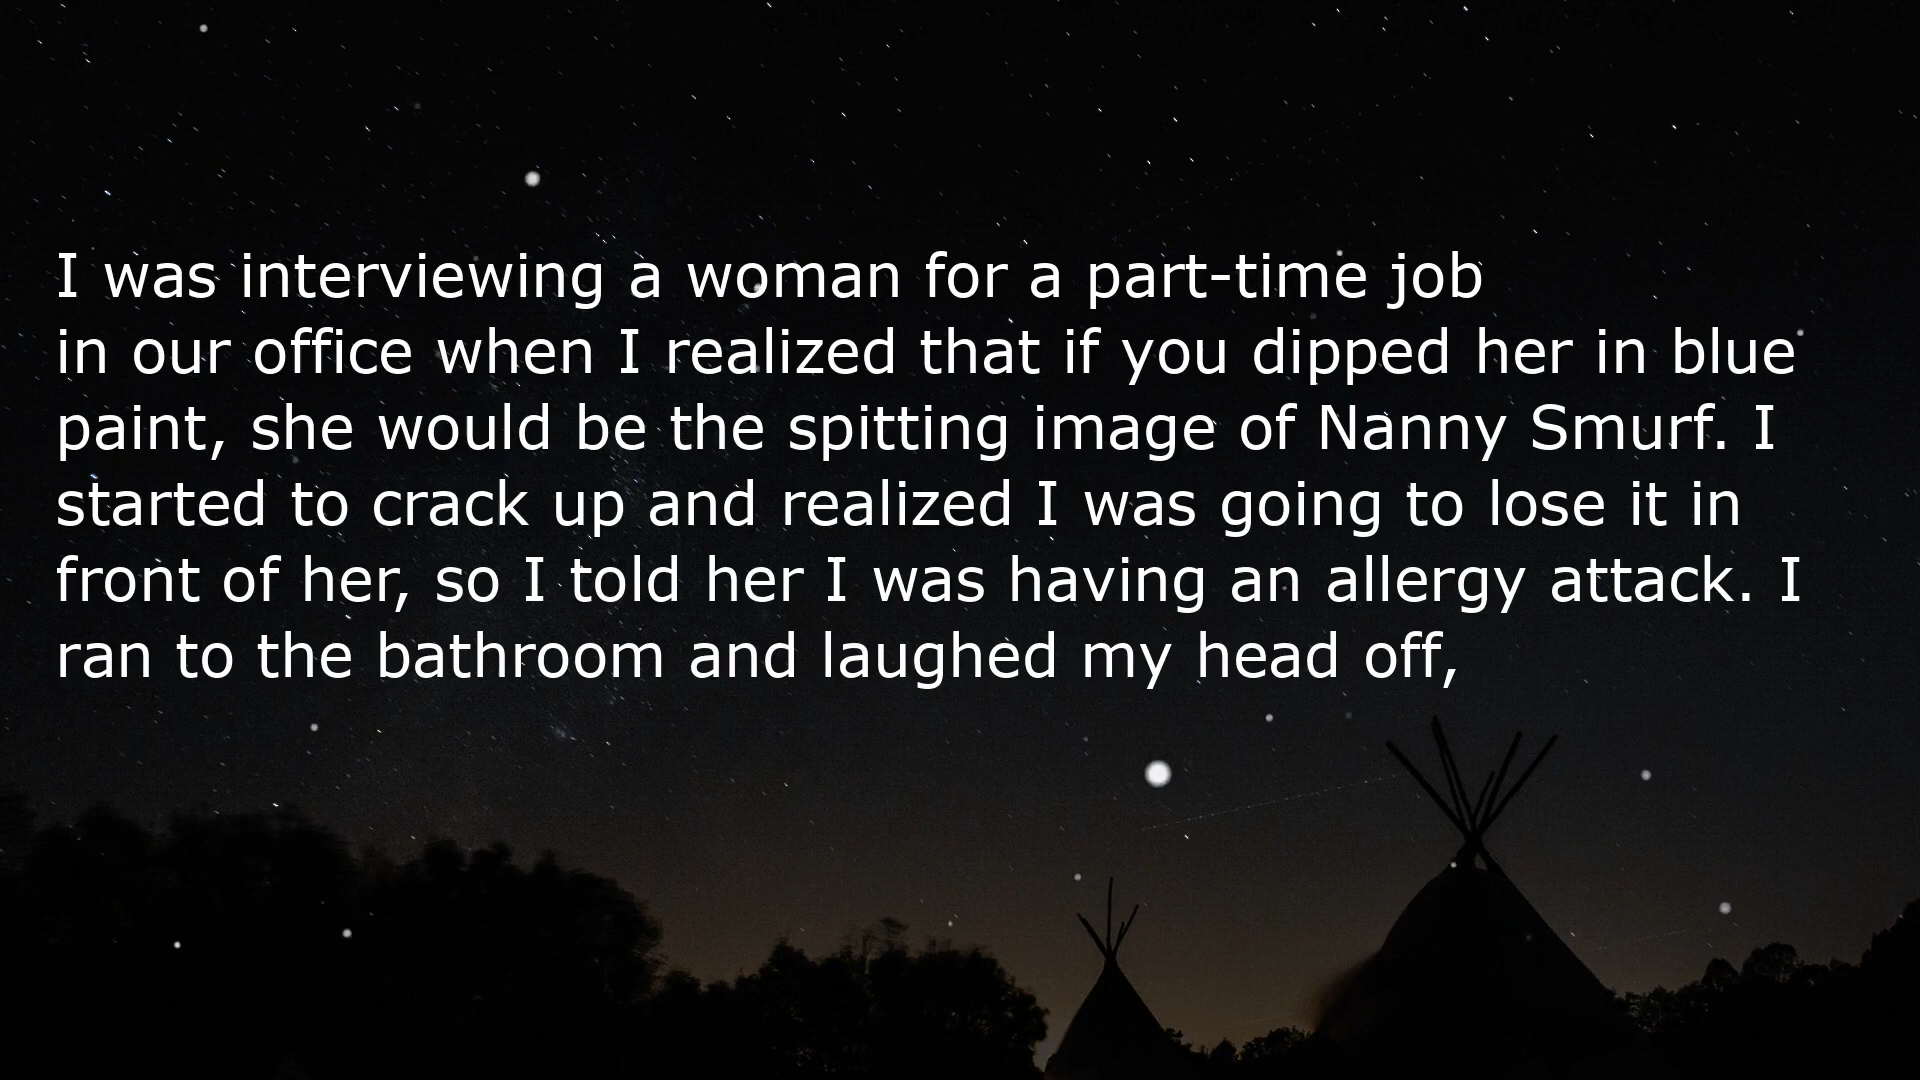 I was interviewing a woman for a part-time job
in our office when I realized that if you dipped her in blue
paint, she would be the spitting image of Nanny Smurf. I
started to crack up and realized I was going to lose it in
front of her, so I told her I was having an allergy attack. I
ran to the bathroom and laughed my head off,